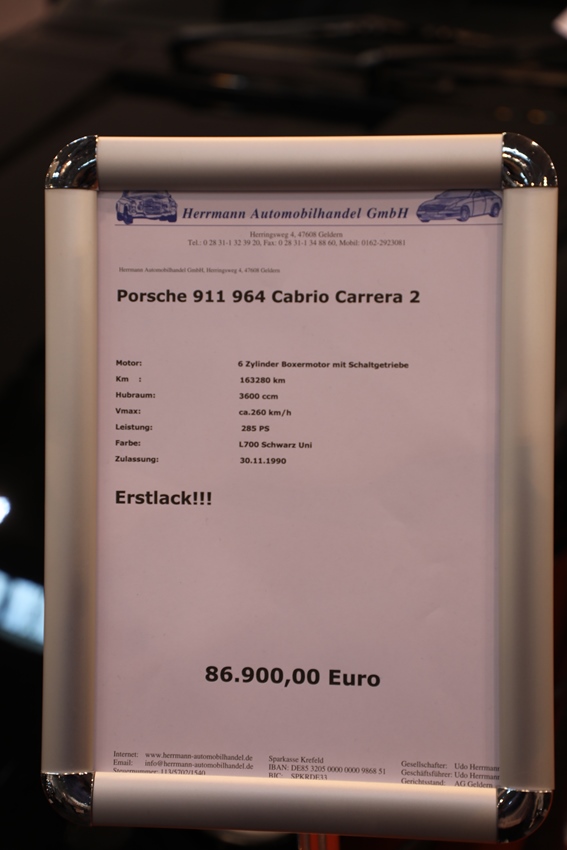 Herrmann Automobilhandel GmbH
Herringsweg 4, 47608 Geldern
Tel.: 0 28 31-1 32 39 20, Fax: 0 28 31-1 34 88 60, Mobil: 0162-2923081
Herrmann Automobilhandel GmbH, Herringsweg 4, 47608 Geldern
Porsche 911 964 Cabrio Carrera 2
Motor: 6 Zylinder Boxermotor mit Schaltgetriebe
Km : 163280 km
Hubraum: 3600 ccm
Vmax: ca.260 km/h
Leistung: 285 PS
Farbe: L700 Schwarz Uni
Zulassung: 30.11.1990
Erstlack!!!
86.900,00 Euro
Internet: www.herrmann-automobilhandel.de
Email: info@herrmann-automobilhandel.de
Steuernummer: 113/5707/1540
Sparkasse Krefeld
IBAN: DE85 3205 0000 0000 9868 51
BIC: SPKRDE33
Gesellschafter: Udo Herrmann
Geschäftsführer: Udo Herrmann
Gerichtsstand: AG Geldern